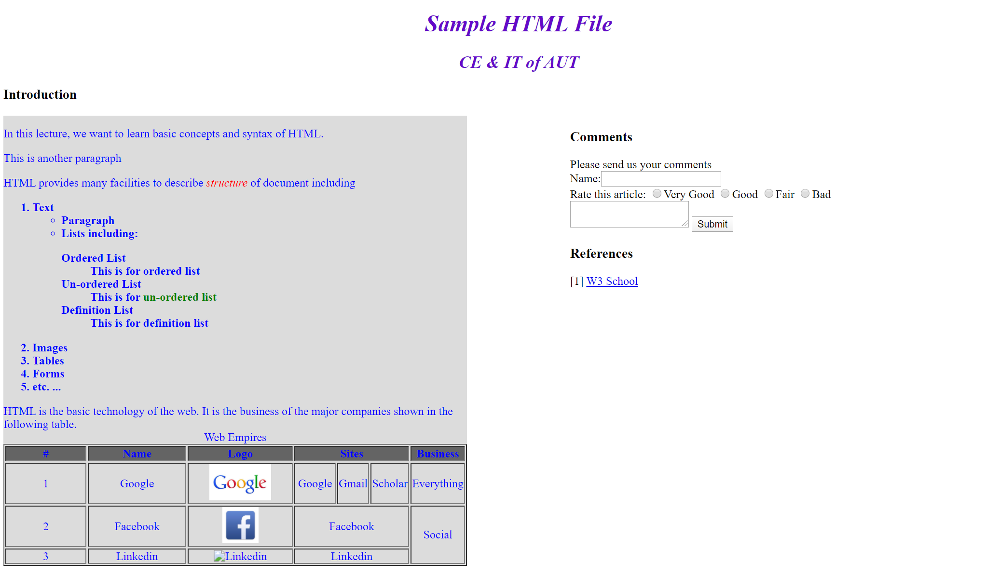 Sample HTML File
CE & IT of AUT
Introduction
In this lecture, we want to learn basic concepts and syntax of HTML.
This is another paragraph
HTML provides many facilities to describe structure of document including
1. Text
Paragraph
Lists including:
Ordered List
This is for ordered list
Un-ordered List
This is for un-ordered list
Definition List
This is for definition list
2. Images
3. Tables
4. Forms
5. etc. ...
HTML is the basic technology of the web. It is the business of the major companies shown in the
following table.
Web Empires
# Name Logo Sites Business
1 Google Google Google Gmail Scholar Everything
2 Facebook f Facebook Social
3 Linkedin Linkedin Linkedin
Comments
Please send us your comments
Name:
Rate this article: Very Good Good Fair Bad
Submit
References
[1] W3 School